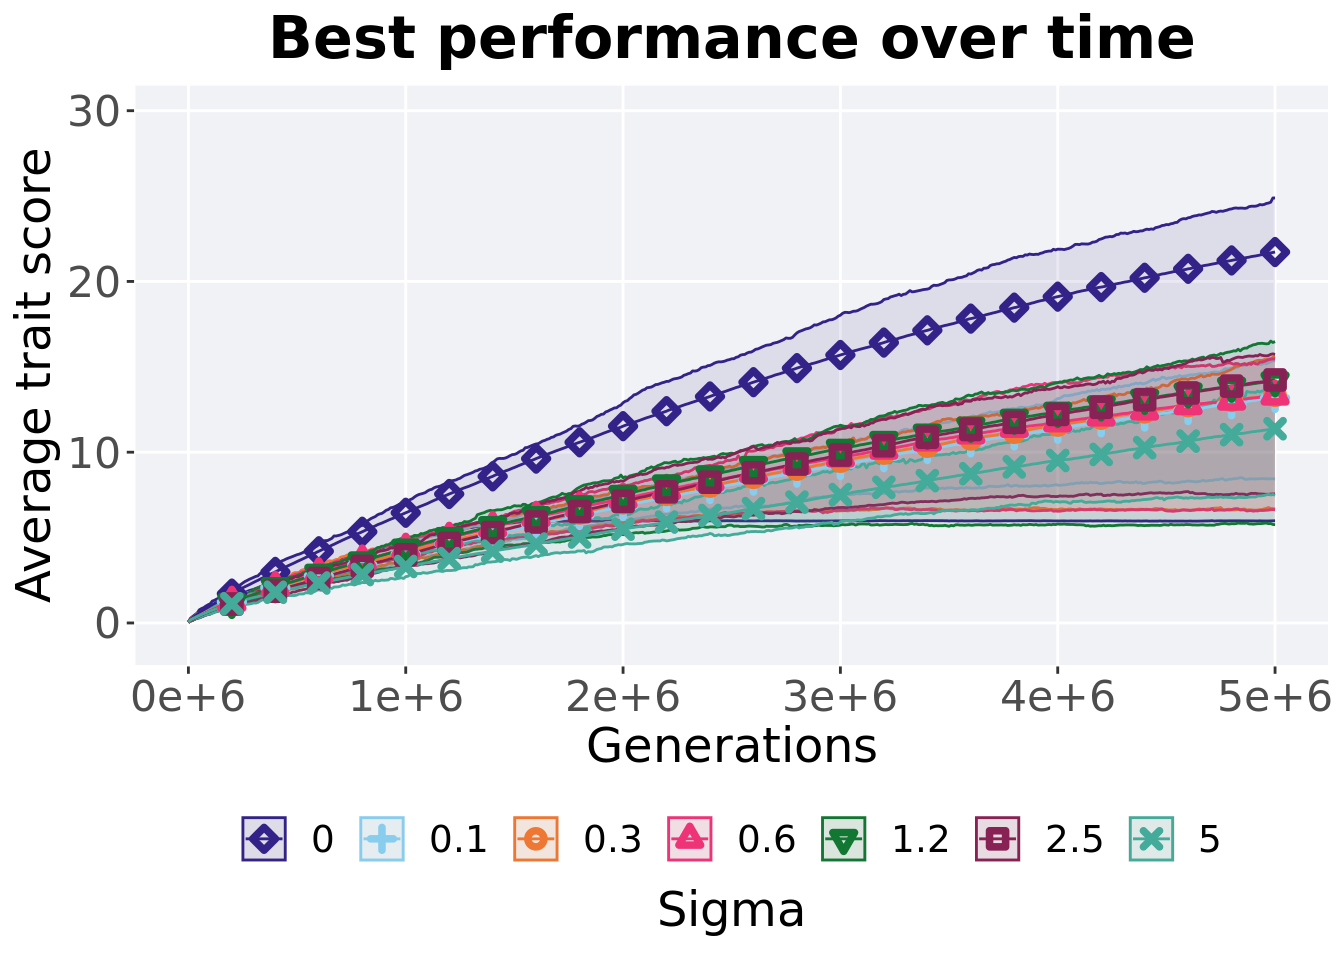 Best performance over time
Average trait score
30
20
10
0
0e+6 1e+6 2e+6 3e+6 4e+6 5e+6
Generations
0 0.1 0.3 0.6 1.2 2.5 5
Sigma